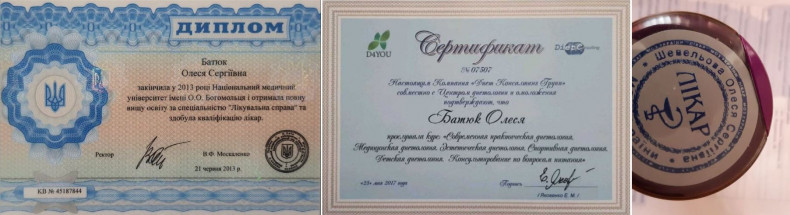 ДИПЛОМ
Батюк
Олеся Сергіївна
закінчила у 2013 році Національний медичний
університет імені О.О. Богомольця і отримала повну
вищу освіту за спеціальністю "Лікувальна справа" та
здобула кваліфікацію лікар.
Ректор
В.Ф. Москаленко
21 червня 2013 р.
КВ № 45187844
D4YOU
Сертификат
№ 07507
Настоящим Компания «Диет Консалтинг Групп»
совместно с Центром диетологии и омоложения
подтверждает, что
Батюк Олеся
прослушала курс: «Современная практическая диетология.
Медицинская диетология. Эстетическая диетология. Спортивная диетология.
Детская диетология. Консультирование по вопросам питания».
«23» мая 2017 года
Подпись
Шевельова Олеся Сергіївна
ЛІКАР